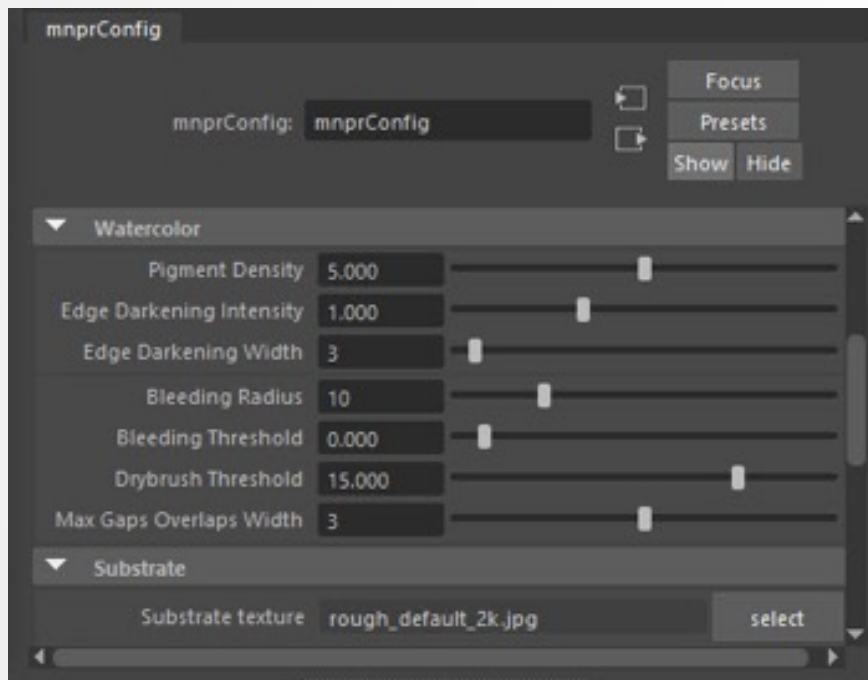 mnprConfig
Focus
mnprConfig: mnprConfig
Presets
Show Hide
Watercolor
Pigment Density 5.000
Edge Darkening Intensity 1.000
Edge Darkening Width 3
Bleeding Radius 10
Bleeding Threshold 0.000
Drybrush Threshold 15.000
Max Gaps Overlaps Width 3
Substrate
Substrate texture rough_default_2k.jpg select